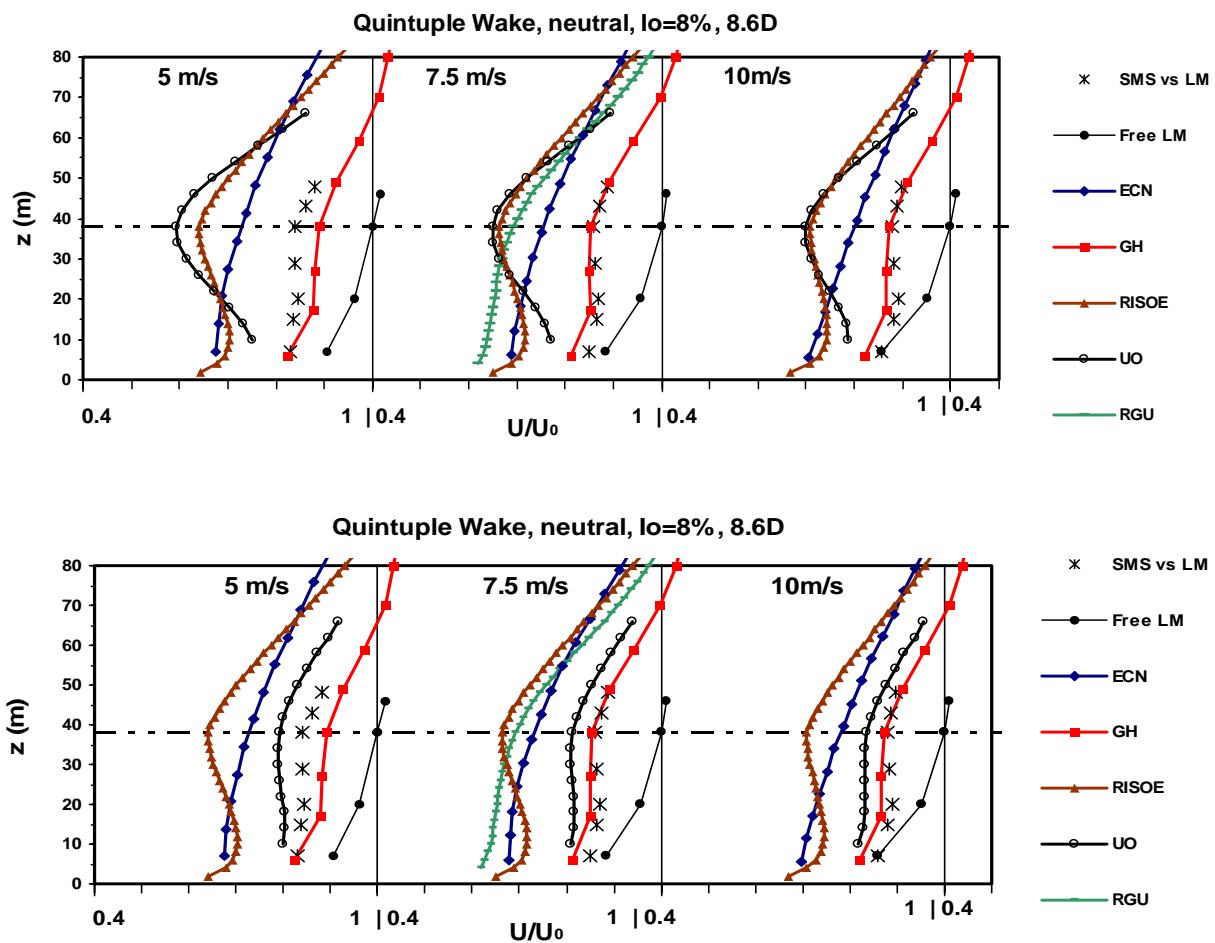 Quintuple Wake, neutral, Io=8%, 8.6D
80
70
60
50
40
30
20
10
0
z (m)
5 m/s
7.5 m/s
10m/s
0.4
1 | 0.4
1 | 0.4
1 | 0.4
U/U0
SMS vs LM
Free LM
ECN
GH
RISOE
UO
RGU
Quintuple Wake, neutral, Io=8%, 8.6D
80
70
60
50
40
30
20
10
0
z (m)
5 m/s
7.5 m/s
10m/s
0.4
1 | 0.4
1 | 0.4
1 | 0.4
U/U0
SMS vs LM
Free LM
ECN
GH
RISOE
UO
RGU